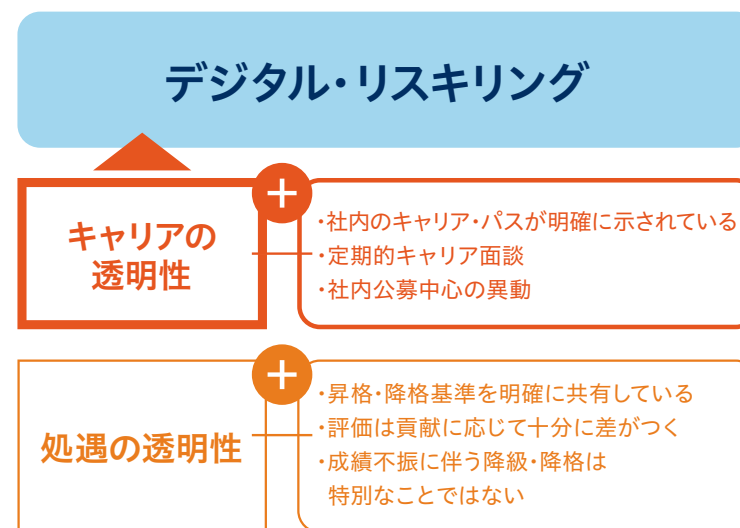 デジタル・リスキリング
キャリアの
透明性
+
・社内のキャリア・パスが明確に示されている
・定期的キャリア面談
・社内公募中心の異動
処遇の透明性
+
・昇格・降格基準を明確に共有している
・評価は貢献に応じて十分に差がつく
・成績不振に伴う降級・降格は
特別なことではない